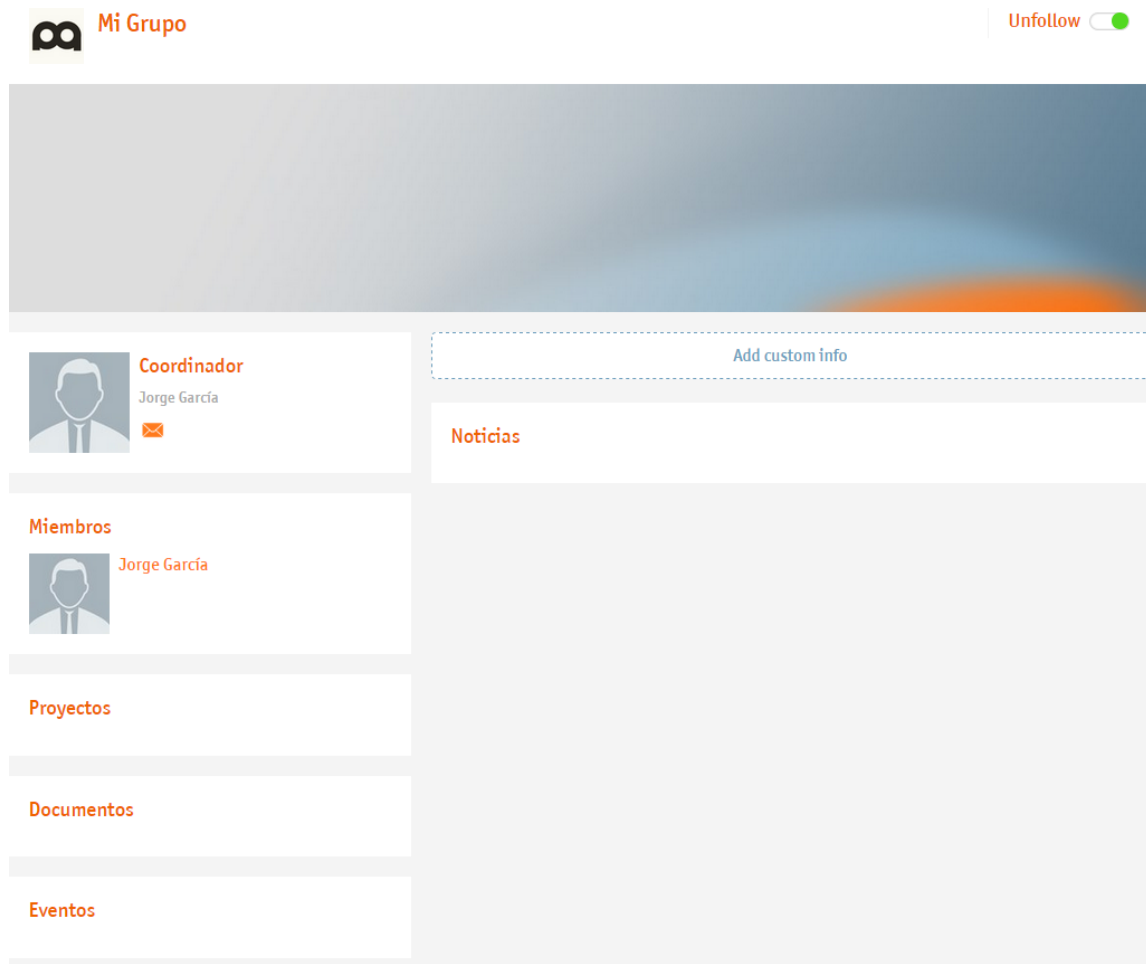 Mi Grupo
Unfollow
Coordinador
Jorge García
Add custom info
Noticias
Miembros
Jorge García
Proyectos
Documentos
Eventos